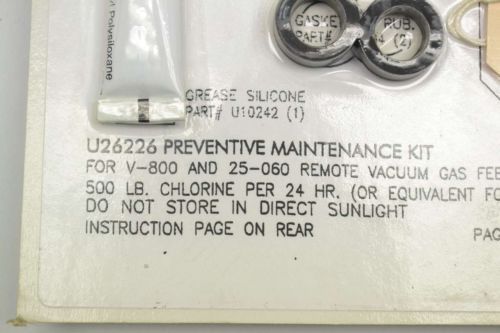 Polysiloxane
GASKE
PART#
RUB.
4 (2)
GREASE SILICONE
PART# U10242 (1)
U26226 PREVENTIVE MAINTENANCE KIT
FOR V-800 AND 25-060 REMOTE VACUUM GAS FEE
500 LB. CHLORINE PER 24 HR. (OR EQUIVALENT FO
DO NOT STORE IN DIRECT SUNLIGHT
INSTRUCTION PAGE ON REAR
PAG